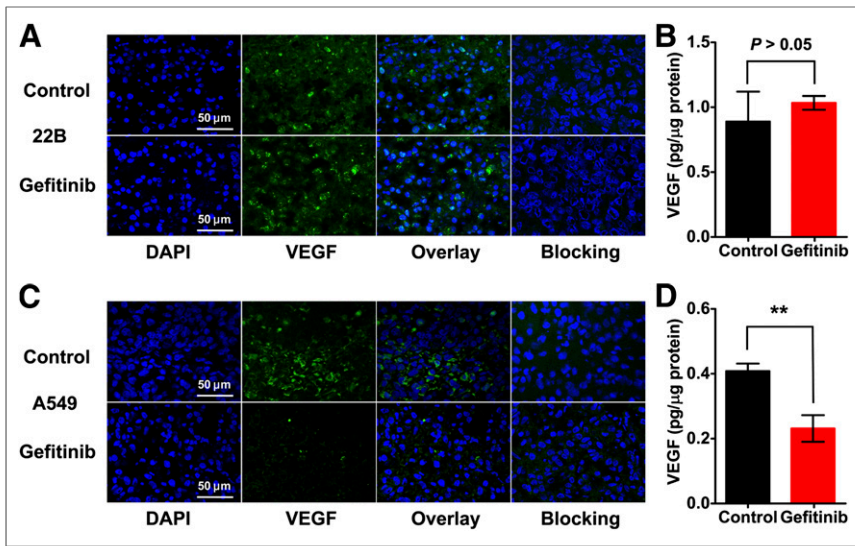 A
Control
22B
Gefitinib
50 µm
50 µm
DAPI VEGF Overlay Blocking
B
P > 0.05
VEGF (pg/µg protein)
1.5
1.0
0.5
0.0
Control Gefitinib
C
Control
A549
Gefitinib
50 µm
50 µm
DAPI VEGF Overlay Blocking
D
**
VEGF (pg/µg protein)
0.6
0.4
0.2
0.0
Control Gefitinib